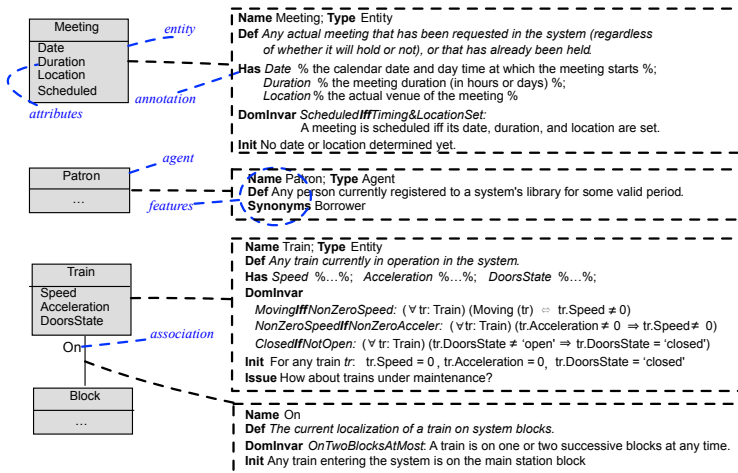 Meeting
Date
Duration
Location
Scheduled
entity
annotation
attributes
Name Meeting; Type Entity
Def Any actual meeting that has been requested in the system (regardless
of whether it will hold or not), or that has already been held.
Has Date % the calendar date and day time at which the meeting starts %;
Duration % the meeting duration (in hours or days) %;
Location % the actual venue of the meeting %
DomInvar ScheduledIffTiming&LocationSet:
A meeting is scheduled iff its date, duration, and location are set.
Init No date or location determined yet.
Patron
…
agent
features
Name Patron; Type Agent
Def Any person currently registered to a system's library for some valid period.
Synonyms Borrower
Train
Speed
Acceleration
DoorsState
On
association
Block
…
Name Train; Type Entity
Def Any train currently in operation in the system.
Has Speed %…%; Acceleration %…%; DoorsState %…%;
DomInvar
MovingIffNonZeroSpeed: (∀ tr: Train) (Moving (tr) ⇔ tr.Speed ≠ 0)
NonZeroSpeedIfNonZeroAcceler: (∀ tr: Train) (tr.Acceleration ≠ 0 ⇒ tr.Speed ≠ 0)
ClosedIfNotOpen: (∀ tr: Train) (tr.DoorsState ≠ 'open' ⇒ tr.DoorsState = 'closed')
Init For any train tr: tr.Speed = 0 , tr.Acceleration = 0, tr.DoorsState = 'closed'
Issue How about trains under maintenance?
Name On
Def The current localization of a train on system blocks.
DomInvar OnTwoBlocksAtMost: A train is on one or two successive blocks at any time.
Init Any train entering the system is on the main station block